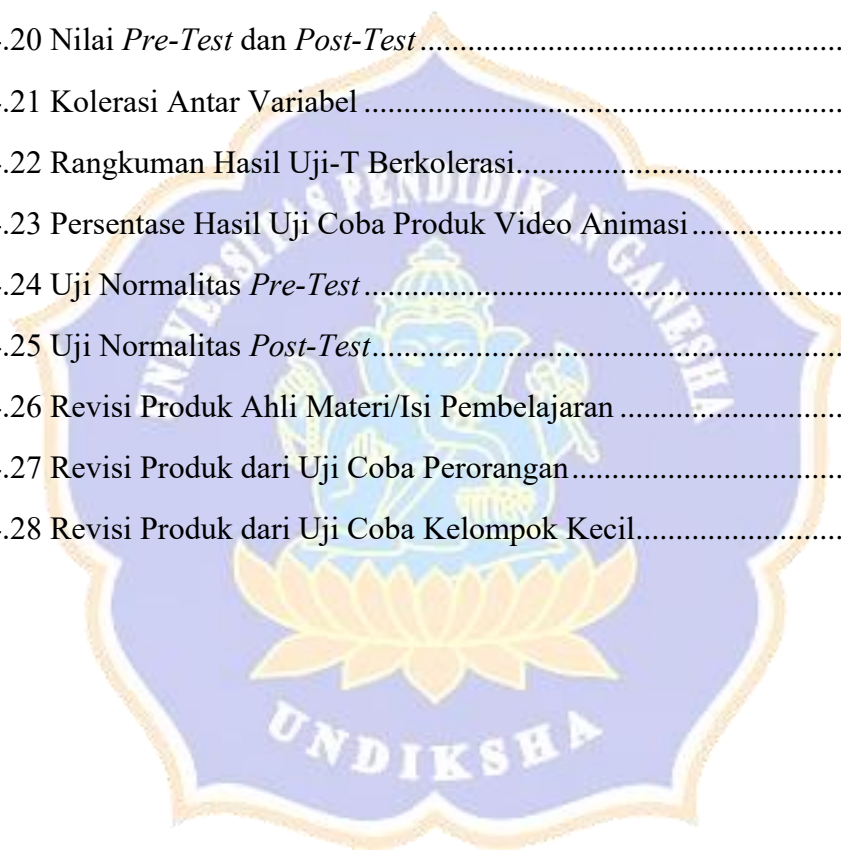 .20 Nilai Pre-Test dan Post-Test
.21 Kolerasi Antar Variabel
.22 Rangkuman Hasil Uji-T Berkolerasi
.23 Persentase Hasil Uji Coba Produk Video Animasi
.24 Uji Normalitas Pre-Test
.25 Uji Normalitas Post-Test
.26 Revisi Produk Ahli Materi/Isi Pembelajaran
.27 Revisi Produk dari Uji Coba Perorangan
.28 Revisi Produk dari Uji Coba Kelompok Kecil
UNIVERSITAS PENDIDIKAN GANESHA
UNDIKSHA